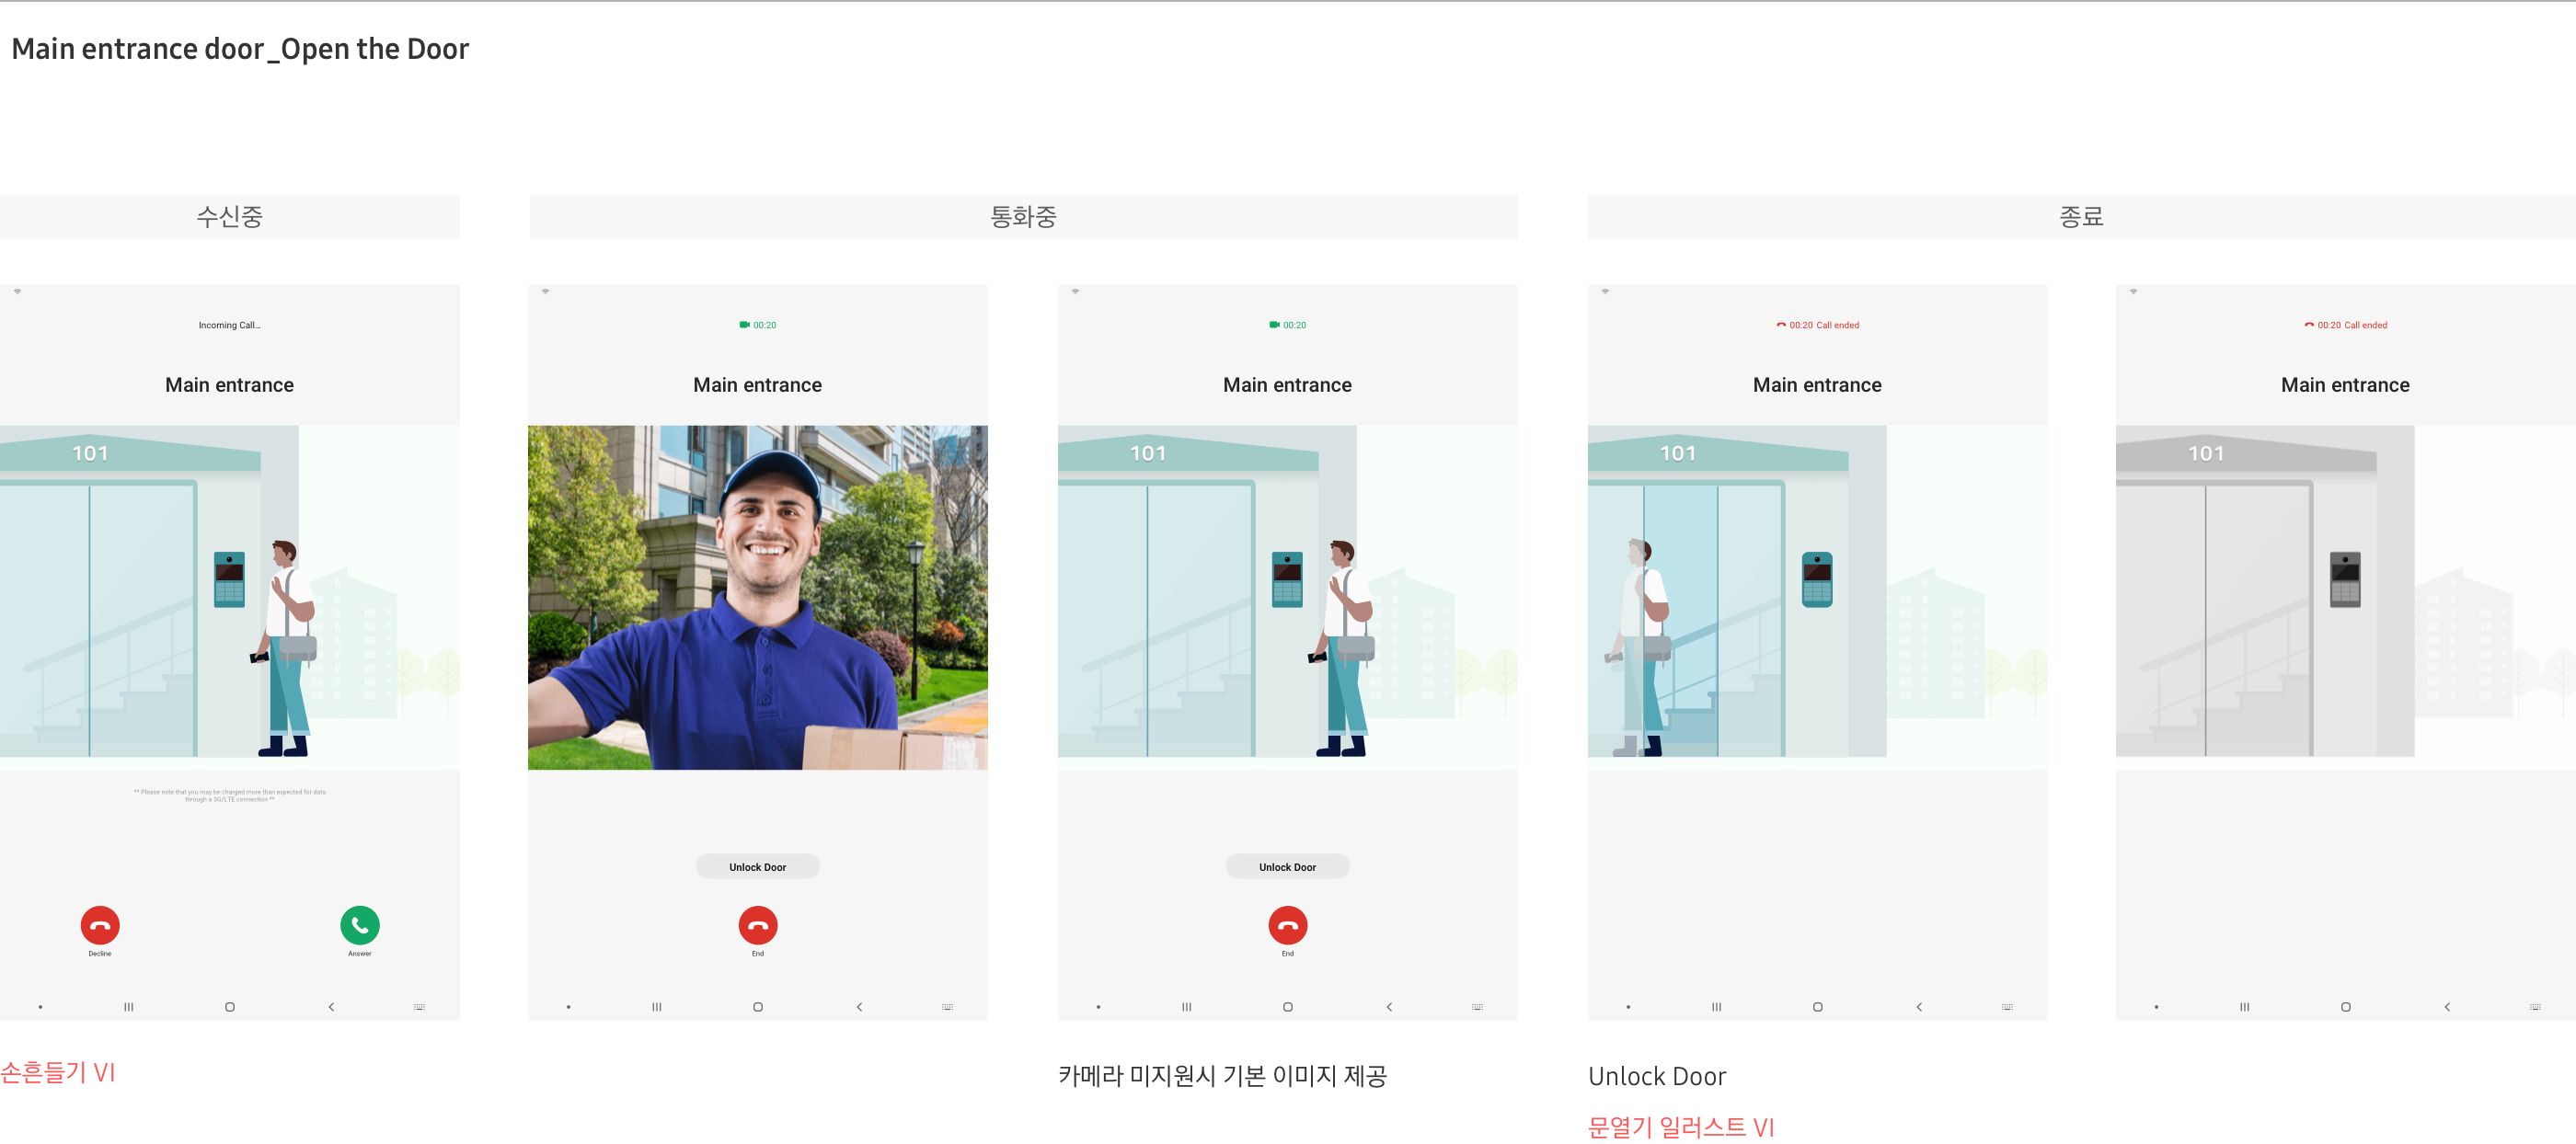 Main entrance door_Open the Door
수신중
통화중
종료
Incoming Call...
Main entrance
101
** Please note that you may be charged more than expected for data
through a 3G/LTE connection **
Decline
Answer
00:20
Main entrance
Unlock Door
End
00:20
Main entrance
101
Unlock Door
End
00:20 Call ended
Main entrance
101
00:20 Call ended
Main entrance
101
손흔들기 VI
카메라 미지원시 기본 이미지 제공
Unlock Door
문열기 일러스트 VI